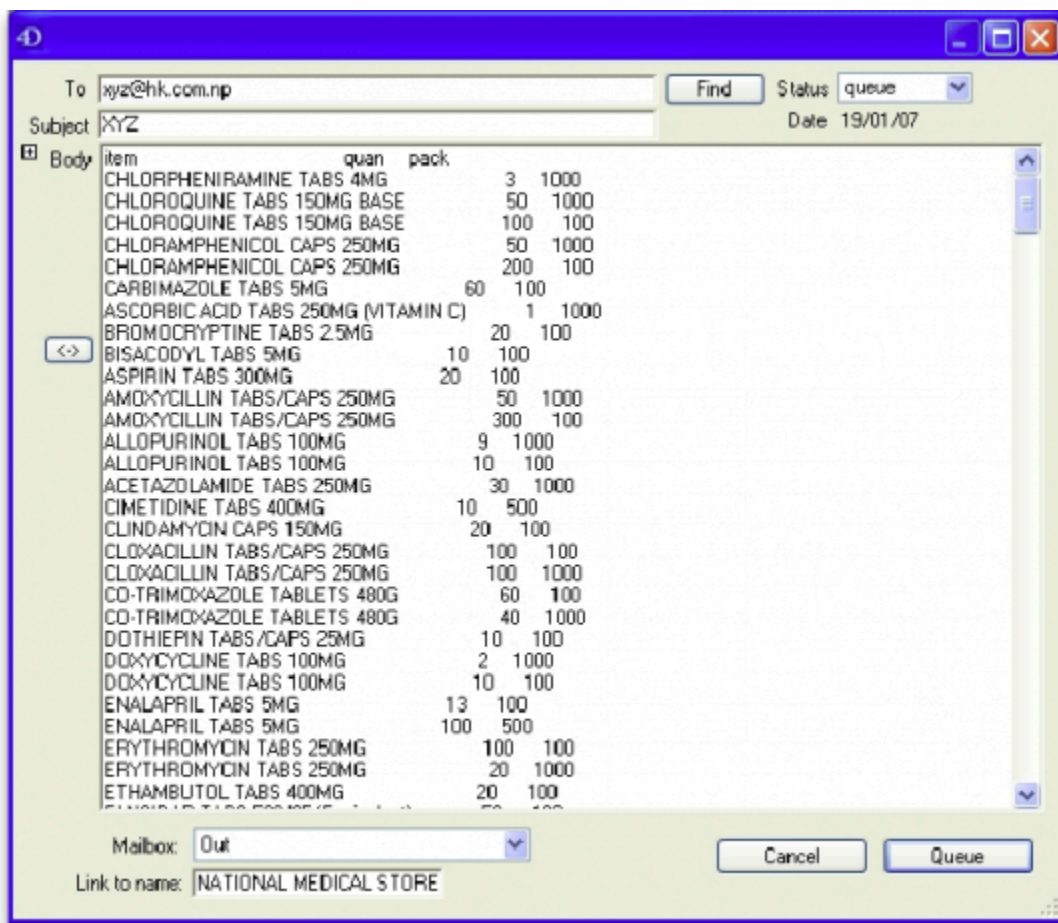 4D
To xyz@hk.com.np Find Status queue
Subject XYZ Date 19/01/07
Body item quan pack
CHLORPHENIRAMINE TABS 4MG 3 1000
CHLOROQUINE TABS 150MG BASE 50 1000
CHLOROQUINE TABS 150MG BASE 100 100
CHLORAMPHENICOL CAPS 250MG 50 1000
CHLORAMPHENICOL CAPS 250MG 200 100
CARBIMAZOLE TABS 5MG 60 100
ASCORBIC ACID TABS 250MG (VITAMIN C) 1 1000
BROMOCRYPTINE TABS 2.5MG 20 100
<-> BISACODYL TABS 5MG 10 100
ASPIRIN TABS 300MG 20 100
AMOXYCILLIN TABS/CAPS 250MG 50 1000
AMOXYCILLIN TABS/CAPS 250MG 300 100
ALLOPURINOL TABS 100MG 9 1000
ALLOPURINOL TABS 100MG 10 100
ACETAZOLAMIDE TABS 250MG 30 1000
CIMETIDINE TABS 400MG 10 500
CLINDAMYCIN CAPS 150MG 20 100
CLOXACILLIN TABS/CAPS 250MG 100 100
CLOXACILLIN TABS/CAPS 250MG 100 1000
CO-TRIMOXAZOLE TABLETS 480G 60 100
CO-TRIMOXAZOLE TABLETS 480G 40 1000
DOTHIEPIN TABS/CAPS 25MG 10 100
DOXYCYCLINE TABS 100MG 2 1000
DOXYCYCLINE TABS 100MG 10 100
ENALAPRIL TABS 5MG 13 100
ENALAPRIL TABS 5MG 100 500
ERYTHROMYCIN TABS 250MG 100 100
ERYTHROMYCIN TABS 250MG 20 1000
ETHAMBUTOL TABS 400MG 20 100
Mailbox: Out Cancel Queue
Link to name: NATIONAL MEDICAL STORE